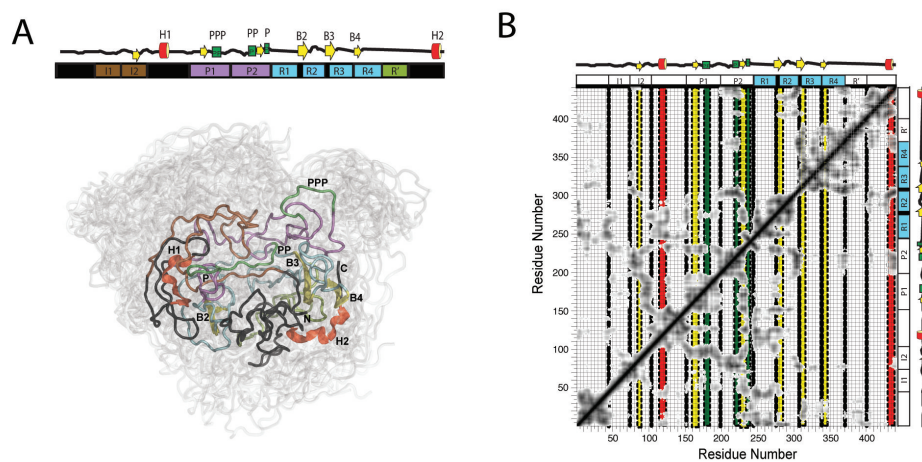 A
H1 PPP PP P B2 B3 B4 H2
I1 I2 P1 P2 R1 R2 R3 R4 R'
PPP
H1
PP
B3
C
P
B2
N
B4
H2
B
I1 I2 P1 P2 R1 R2 R3 R4 R'
Residue Number
400
350
300
250
200
150
100
50
R'
R4
R3
R2
R1
P2
P1
I2
I1
50 100 150 200 250 300 350 400
Residue Number